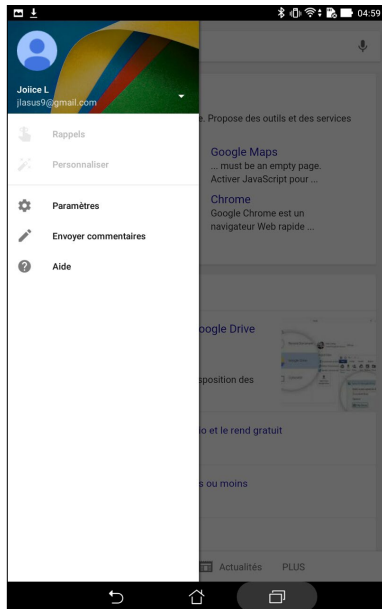 04:59
Joiice L
jlasus9@gmail.com
Rappels
Personnaliser
Paramètres
Envoyer commentaires
Aide
e. Propose des outils et des services
Google Maps
... must be an empty page.
Activer JavaScript pour ...
Chrome
Google Chrome est un
navigateur Web rapide ...
oogle Drive
sposition des
io et le rend gratuit
s ou moins
Actualités PLUS